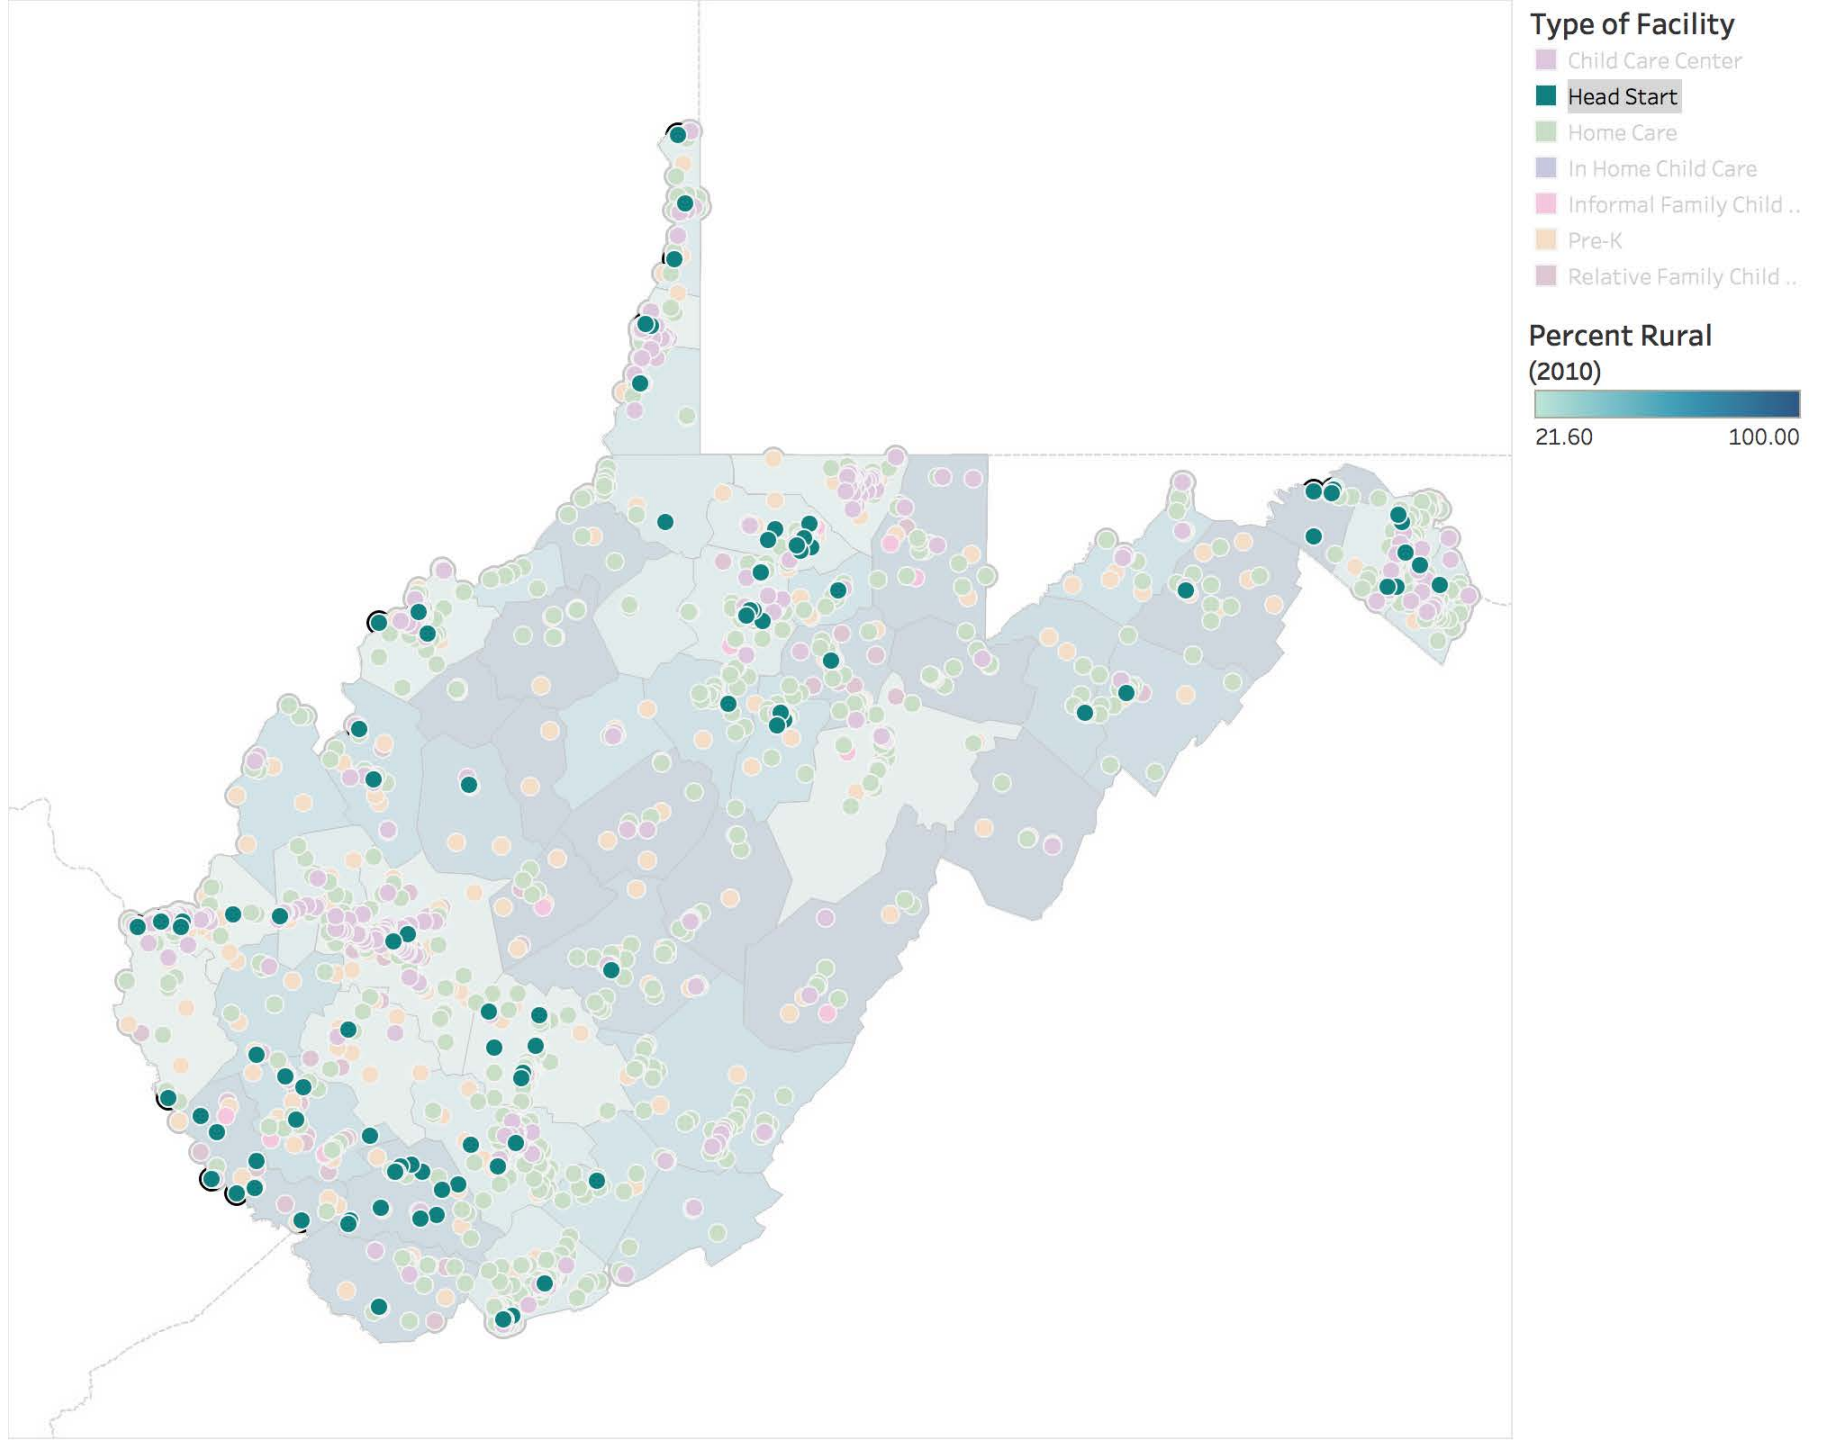 Type of Facility
Child Care Center
Head Start
Home Care
In Home Child Care
Informal Family Child ..
Pre-K
Relative Family Child ..
Percent Rural
(2010)
21.60 100.00